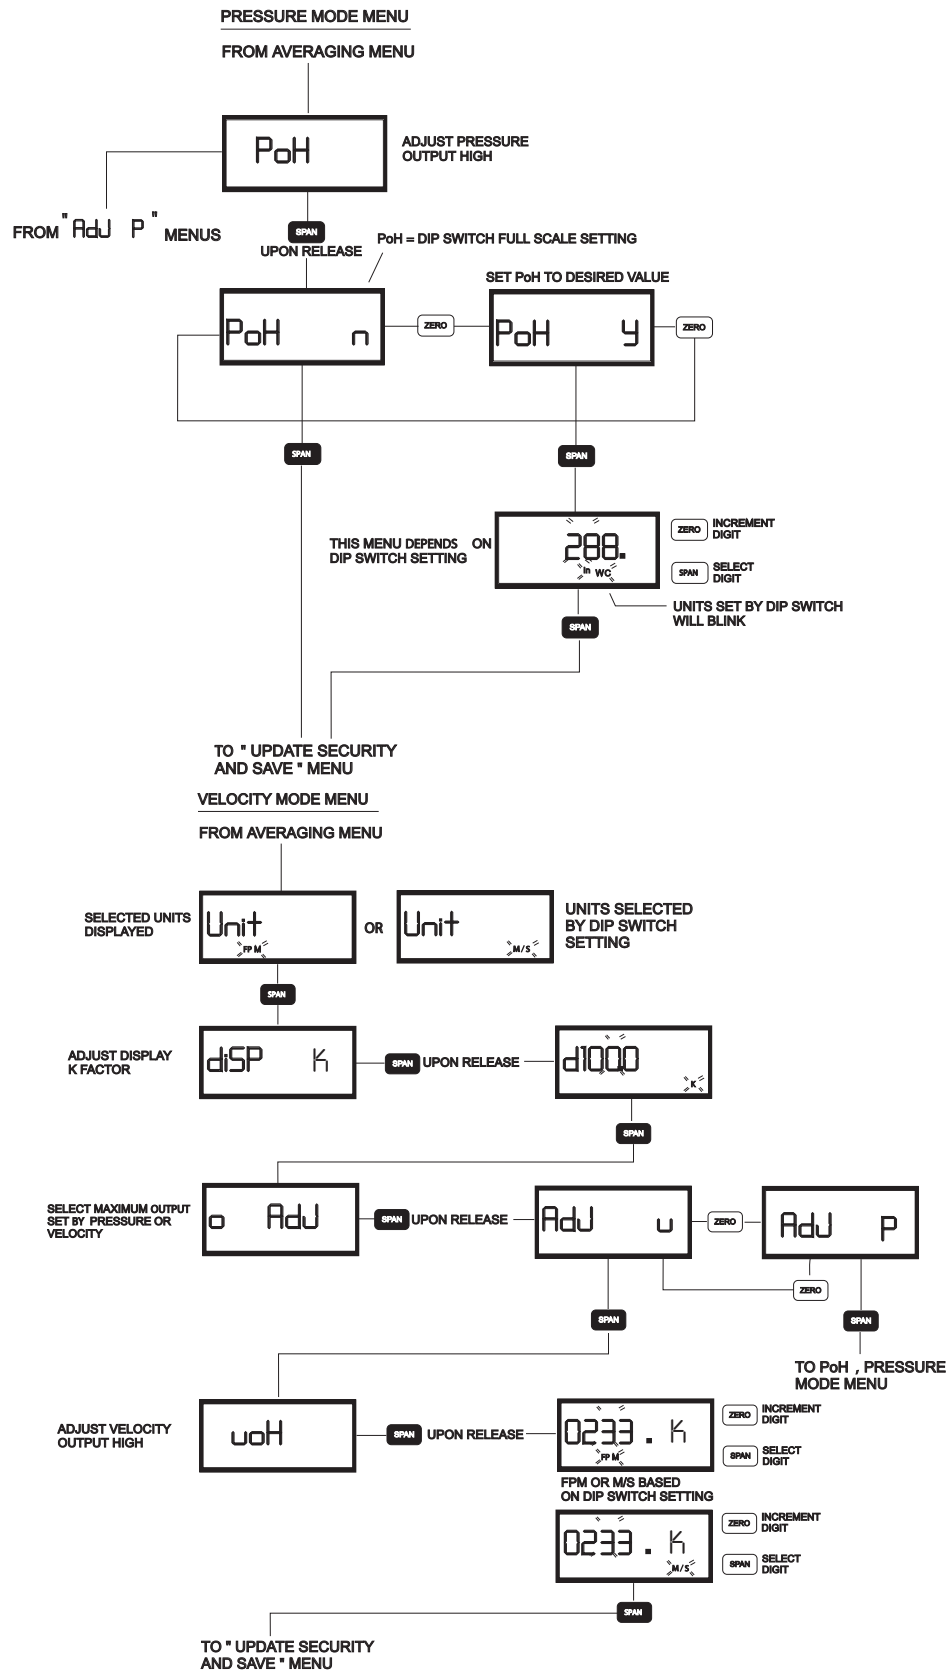 PRESSURE MODE MENU
FROM AVERAGING MENU
PoH
ADJUST PRESSURE
OUTPUT HIGH
FROM "AdJ P" MENUS
SPAN
UPON RELEASE
PoH = DIP SWITCH FULL SCALE SETTING
SET PoH TO DESIRED VALUE
PoH n
ZERO
PoH Y
ZERO
SPAN
SPAN
THIS MENU DEPENDS ON
DIP SWITCH SETTING
288.
in WC
ZERO
INCREMENT
DIGIT
SPAN
SELECT
DIGIT
UNITS SET BY DIP SWITCH
WILL BLINK
SPAN
TO " UPDATE SECURITY
AND SAVE " MENU
VELOCITY MODE MENU
FROM AVERAGING MENU
SELECTED UNITS
DISPLAYED
Unit
FPM
OR
Unit
M/S
UNITS SELECTED
BY DIP SWITCH
SETTING
SPAN
ADJUST DISPLAY
K FACTOR
diSP K
SPAN UPON RELEASE
d100.0
K
SPAN
SELECT MAXIMUM OUTPUT
SET BY PRESSURE OR
VELOCITY
o AdJ
SPAN UPON RELEASE
AdJ u
ZERO
AdJ P
ZERO
SPAN
SPAN
TO PoH , PRESSURE
MODE MENU
ADJUST VELOCITY
OUTPUT HIGH
uoH
SPAN UPON RELEASE
0233. K
FPM
ZERO
INCREMENT
DIGIT
SPAN
SELECT
DIGIT
FPM OR M/S BASED
ON DIP SWITCH SETTING
0233. K
M/S
ZERO
INCREMENT
DIGIT
SPAN
SELECT
DIGIT
SPAN
TO " UPDATE SECURITY
AND SAVE " MENU